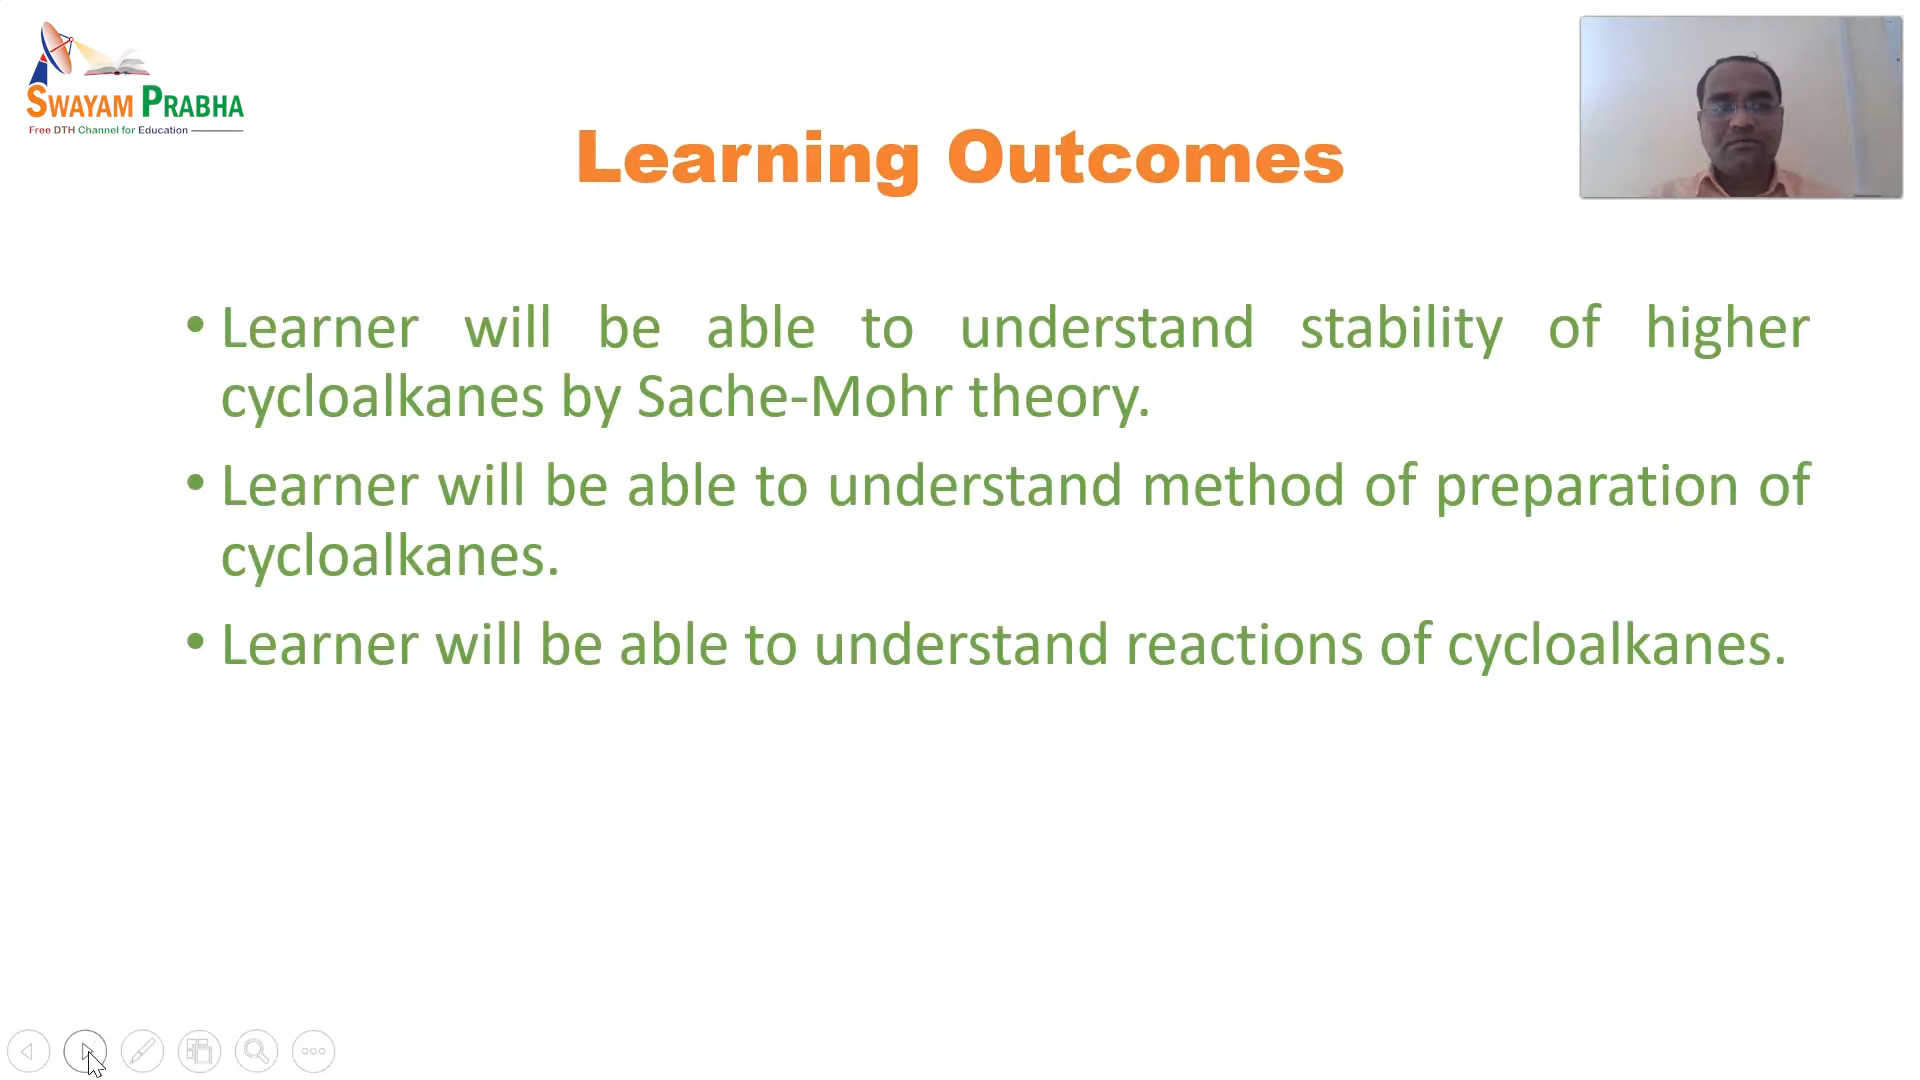 SWAYAM PRABHA
Free DTH Channel for Education
Learning Outcomes
• Learner will be able to understand stability of higher
cycloalkanes by Sache-Mohr theory.
• Learner will be able to understand method of preparation of
cycloalkanes.
• Learner will be able to understand reactions of cycloalkanes.